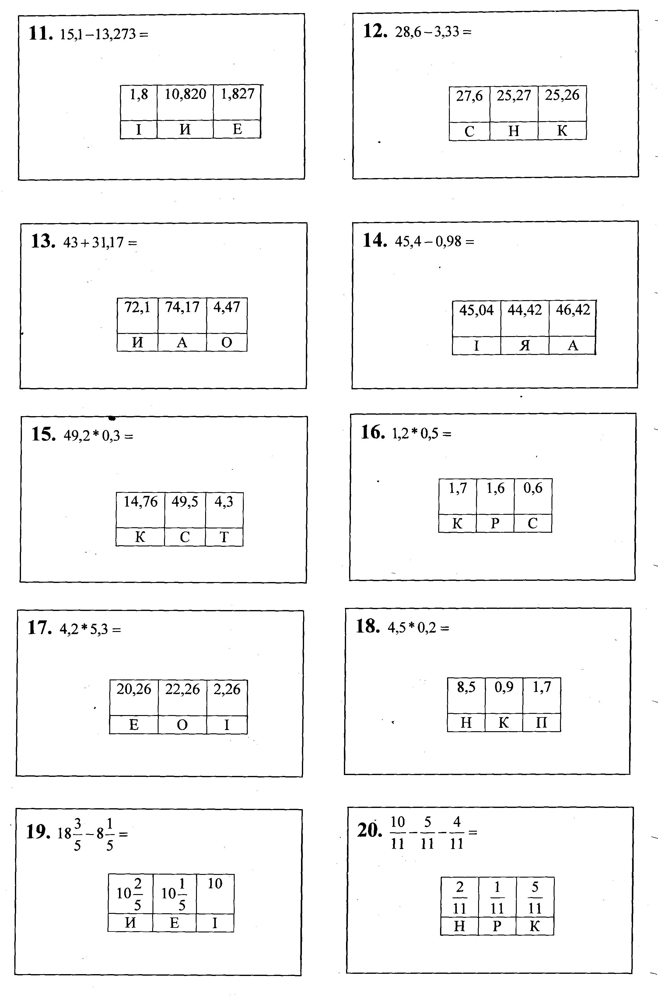 11. 15,1–13,273 =
1,8 10,820 1,827
І И Е
12. 28,6–3,33 =
27,6 25,27 25,26
С Н К
13. 43+31,17 =
72,1 74,17 4,47
И А О
14. 45,4–0,98 =
45,04 44,42 46,42
І Я А
15. 49,2*0,3 =
14,76 49,5 4,3
К С Т
16. 1,2*0,5 =
1,7 1,6 0,6
К Р С
17. 4,2*5,3 =
20,26 22,26 2,26
Е О І
18. 4,5*0,2 =
8,5 0,9 1,7
Н К П
19. 18 3/5 – 8 1/5 =
10 2/5 10 1/5 10
И Е І
20. 10/11 – 5/11 – 4/11 =
2/11 1/11 5/11
Н Р К